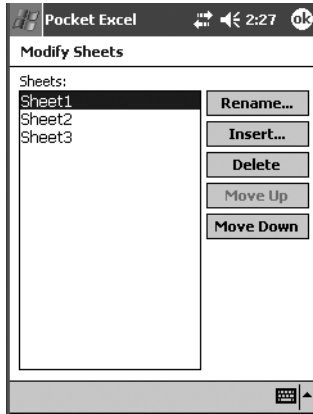 Pocket Excel 2:27 ok
Modify Sheets
Sheets:
Sheet1
Sheet2
Sheet3
Rename...
Insert...
Delete
Move Up
Move Down